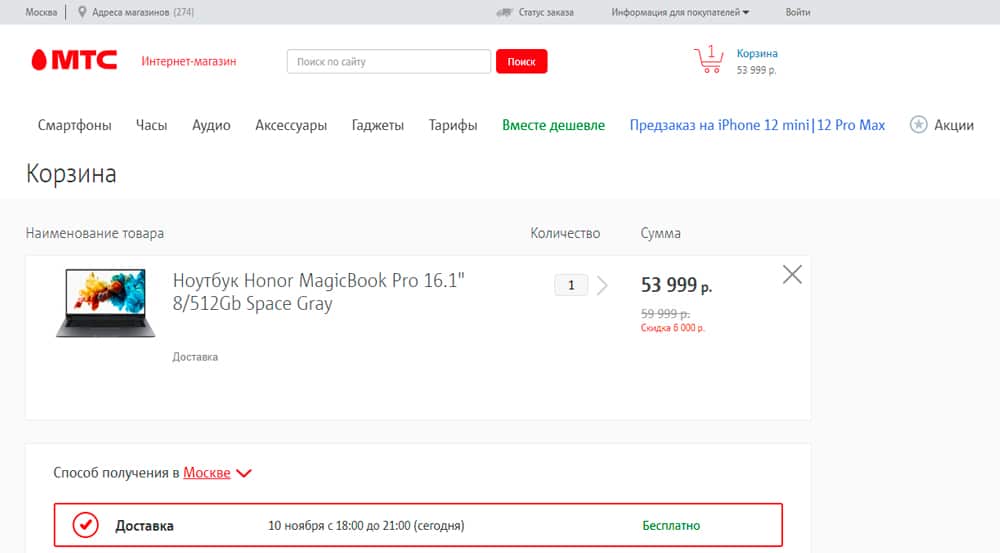 Москва
Адреса магазинов (274)
Статус заказа
Информация для покупателей
Войти
МТС
Интернет-магазин
Поиск по сайту
Поиск
1
Корзина
53 999 р.
Смартфоны
Часы
Аудио
Аксессуары
Гаджеты
Тарифы
Вместе дешевле
Предзаказ на iPhone 12 mini|12 Pro Max
Акции
Корзина
Наименование товара
Количество
Сумма
Ноутбук Honor MagicBook Pro 16.1"
8/512Gb Space Gray
Доставка
1
53 999 р.
59 999 р.
Скидка 6 000 р.
Способ получения в Москве
Доставка
10 ноября с 18:00 до 21:00 (сегодня)
Бесплатно